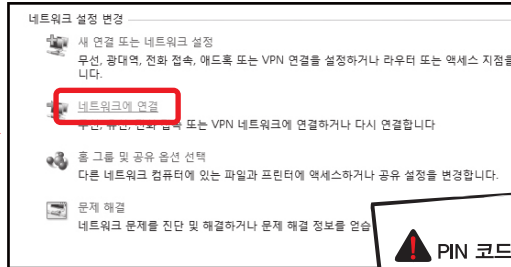 네트워크 설정 변경
새 연결 또는 네트워크 설정
무선, 광대역, 전화 접속, 애드혹 또는 VPN 연결을 설정하거나 라우터 또는 액세스 지점을
니다.
네트워크에 연결
무선, 유선, 전화 접속 또는 VPN 네트워크에 연결하거나 다시 연결합니다
홈 그룹 및 공유 옵션 선택
다른 네트워크 컴퓨터에 있는 파일과 프린터에 액세스하거나 공유 설정을 변경합니다.
문제 해결
네트워크 문제를 진단 및 해결하거나 문제 해결 정보를 얻습
PIN 코드